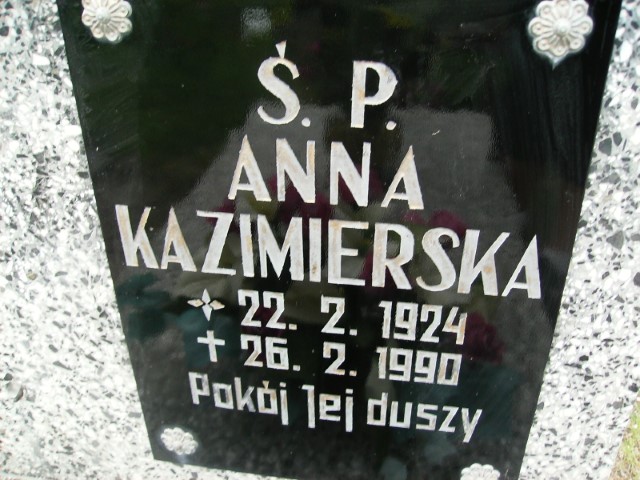 Ś. P.
ANNA
KAZIMIERSKA
22. 2. 1924
26. 2. 1990
Pokój Jej duszy